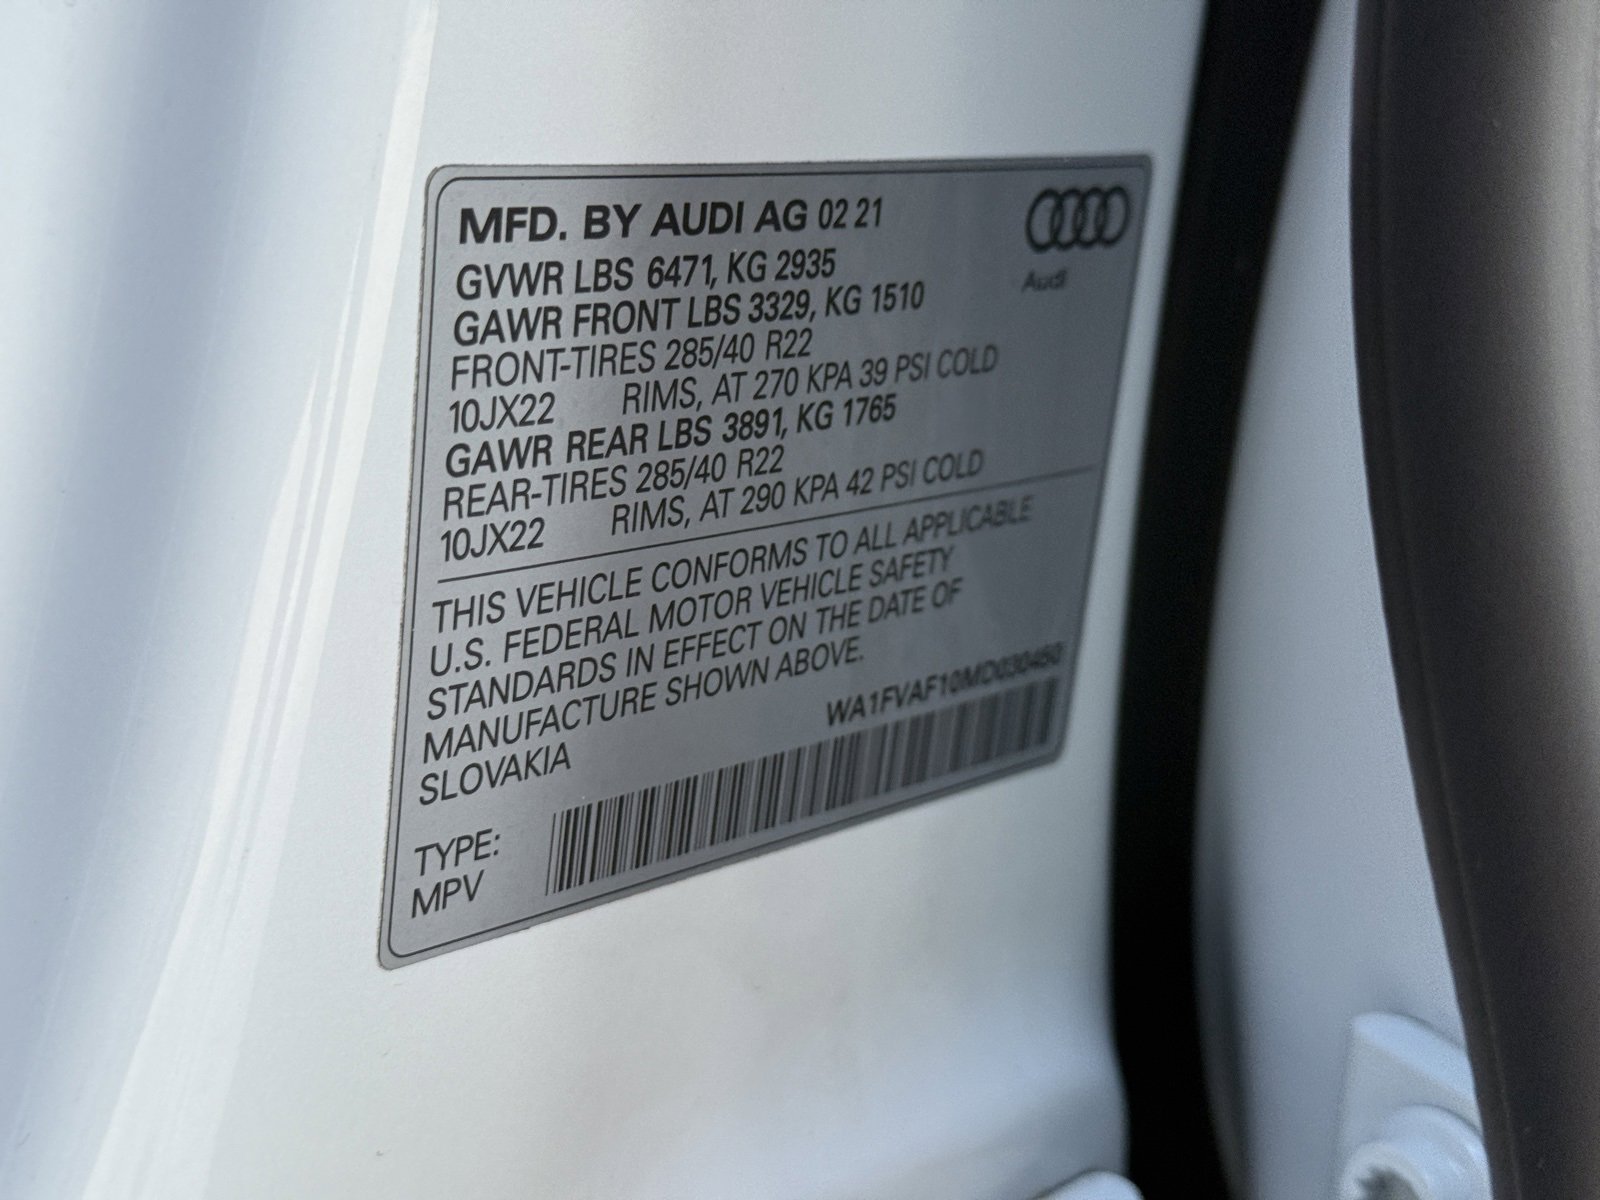 MFD. BY AUDI AG 02 21
Audi
GVWR LBS 6471, KG 2935
GAWR FRONT LBS 3329, KG 1510
FRONT-TIRES 285/40 R22
10JX22 RIMS, AT 270 KPA 39 PSI COLD
GAWR REAR LBS 3891, KG 1765
REAR-TIRES 285/40 R22
10JX22 RIMS, AT 290 KPA 42 PSI COLD
THIS VEHICLE CONFORMS TO ALL APPLICABLE
U.S. FEDERAL MOTOR VEHICLE SAFETY
STANDARDS IN EFFECT ON THE DATE OF
MANUFACTURE SHOWN ABOVE.
SLOVAKIA
WA1FVAF10MD030450
TYPE:
MPV